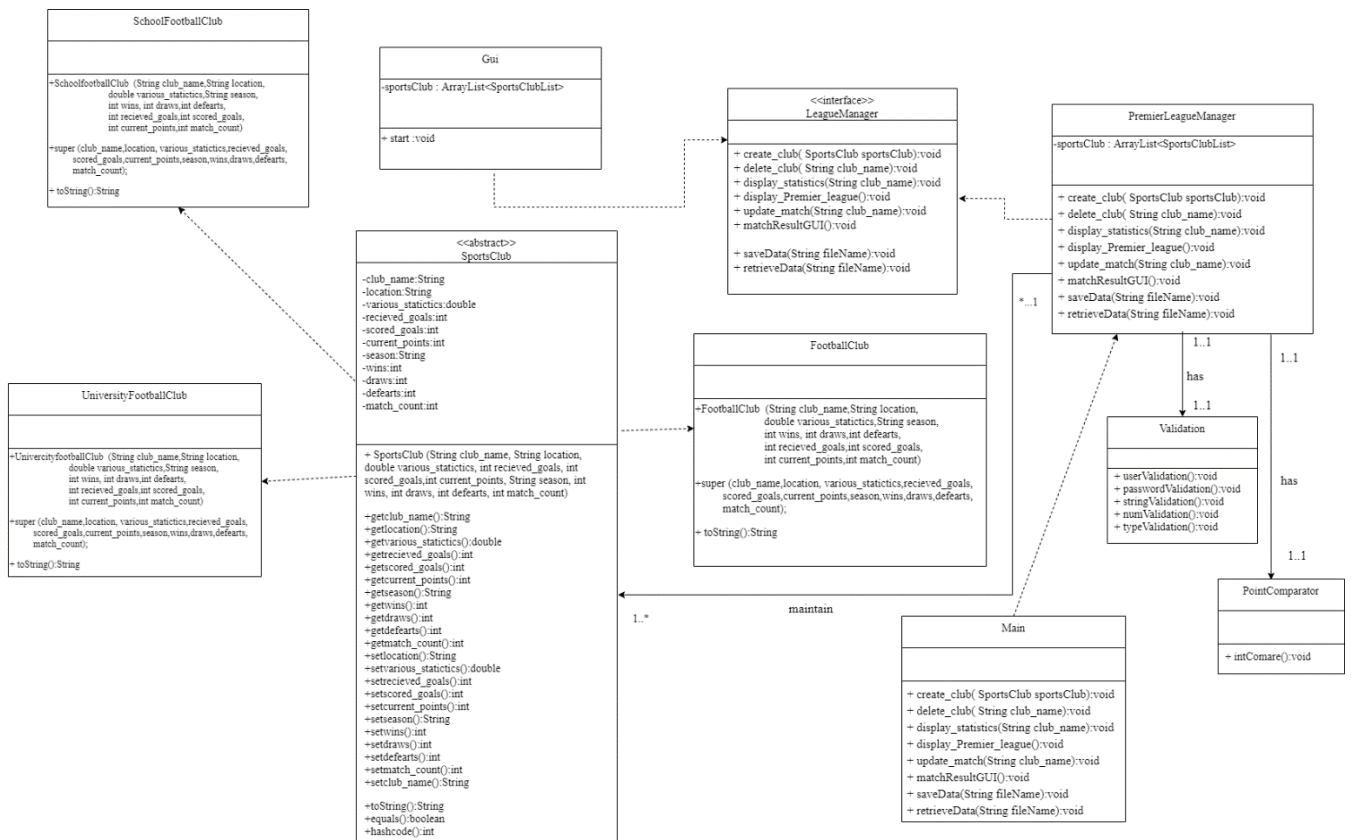 SchoolFootballClub
+SchoolfootballClub (String club_name,String location,
double various_statictics,String season,
int wins, int draws,int defearts,
int recieved_goals,int scored_goals,
int current_points,int match_count)
+super (club_name,location, various_statictics,recieved_goals,
scored_goals,current_points,season,wins,draws,defearts,
match_count);
+ toString():String
Gui
-sportsClub : ArrayList<SportsClubList>
+ start :void
<<interface>>
LeagueManager
+ create_club( SportsClub sportsClub):void
+ delete_club( String club_name):void
+ display_statistics(String club_name):void
+ display_Premier_league():void
+ update_match(String club_name):void
+ matchResultGUI():void
+ saveData(String fileName):void
+ retrieveData(String fileName):void
PremierLeagueManager
-sportsClub : ArrayList<SportsClubList>
+ create_club( SportsClub sportsClub):void
+ delete_club( String club_name):void
+ display_statistics(String club_name):void
+ display_Premier_league():void
+ update_match(String club_name):void
+ matchResultGUI():void
+ saveData(String fileName):void
+ retrieveData(String fileName):void
<<abstract>>
SportsClub
-club_name:String
-location:String
-various_statictics:double
-recieved_goals:int
-scored_goals:int
-current_points:int
-season:String
-wins:int
-draws:int
-defearts:int
-match_count:int
+ SportsClub (String club_name, String location,
double various_statictics, int recieved_goals, int
scored_goals,int current_points, String season, int
wins, int draws, int defearts, int match_count)
+getclub_name():String
+getlocation():String
+getvarious_statictics():double
+getrecieved_goals():int
+getscored_goals():int
+getcurrent_points():int
+getseason():String
+getwins():int
+getdraws():int
+getdefearts():int
+getmatch_count():int
+setlocation():String
+setvarious_statictics():double
+setrecieved_goals():int
+setscored_goals():int
+setcurrent_points():int
+setseason():String
+setwins():int
+setdraws():int
+setdefearts():int
+setmatch_count():int
+setclub_name():String
+toString():String
+equals():boolean
+hashcode():int
UniversityFootballClub
+UnivercityfootballClub (String club_name,String location,
double various_statictics,String season,
int wins, int draws,int defearts,
int recieved_goals,int scored_goals,
int current_points,int match_count)
+super (club_name,location, various_statictics,recieved_goals,
scored_goals,current_points,season,wins,draws,defearts,
match_count);
+ toString():String
FootballClub
+FootballClub (String club_name,String location,
double various_statictics,String season,
int wins, int draws,int defearts,
int recieved_goals,int scored_goals,
int current_points,int match_count)
+super (club_name,location, various_statictics,recieved_goals,
scored_goals,current_points,season,wins,draws,defearts,
match_count);
+ toString():String
*...1
maintain
1..*
1..1
has
1..1
Validation
+ userValidation():void
+ passwordValidation():void
+ stringValidation():void
+ numValidation():void
+ typeValidation():void
1..1
has
1..1
PointComparator
+ intComare():void
Main
+ create_club( SportsClub sportsClub):void
+ delete_club( String club_name):void
+ display_statistics(String club_name):void
+ display_Premier_league():void
+ update_match(String club_name):void
+ matchResultGUI():void
+ saveData(String fileName):void
+ retrieveData(String fileName):void